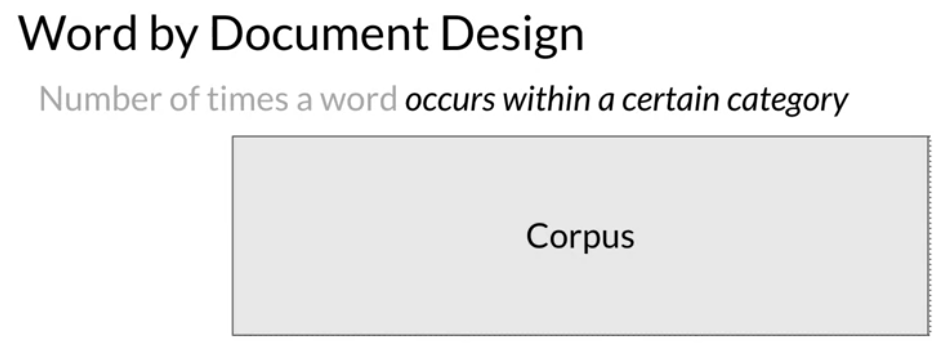 Word by Document Design
Number of times a word occurs within a certain category
Corpus